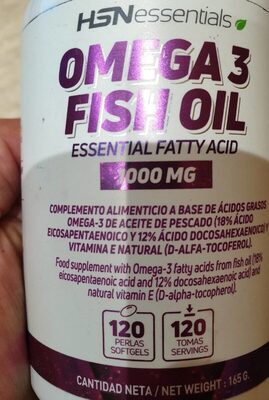 HSNessentials
OMEGA 3
FISH OIL
ESSENTIAL FATTY ACID
1000 MG
COMPLEMENTO ALIMENTICIO A BASE DE ÁCIDOS GRASOS
OMEGA-3 DE ACEITE DE PESCADO (18% ÁCIDO
EICOSAPENTAENOICO Y 12% ÁCIDO DOCOSAHEXAENOICO) Y
VITAMINA E NATURAL (D-ALFA-TOCOFEROL).
Food supplement with Omega-3 fatty acids from fish oil (18%
eicosapentaenoic acid and 12% docosahexaenoic acid) and
natural vitamin E (D-alpha-tocopherol).
120 PERLAS SOFTGELS 120 TOMAS SERVINGS
CANTIDAD NETA / NET WEIGHT: 165 G.